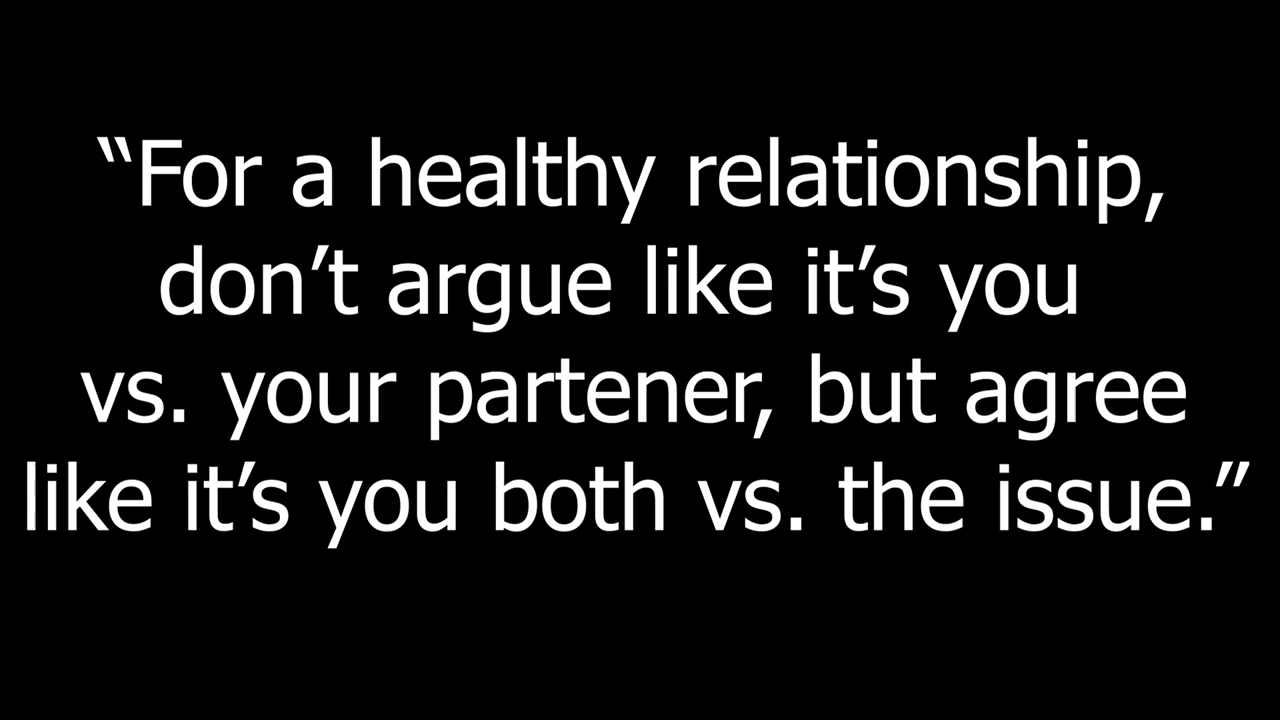 “For a healthy relationship,
don’t argue like it’s you
vs. your partener, but agree
like it’s you both vs. the issue.”